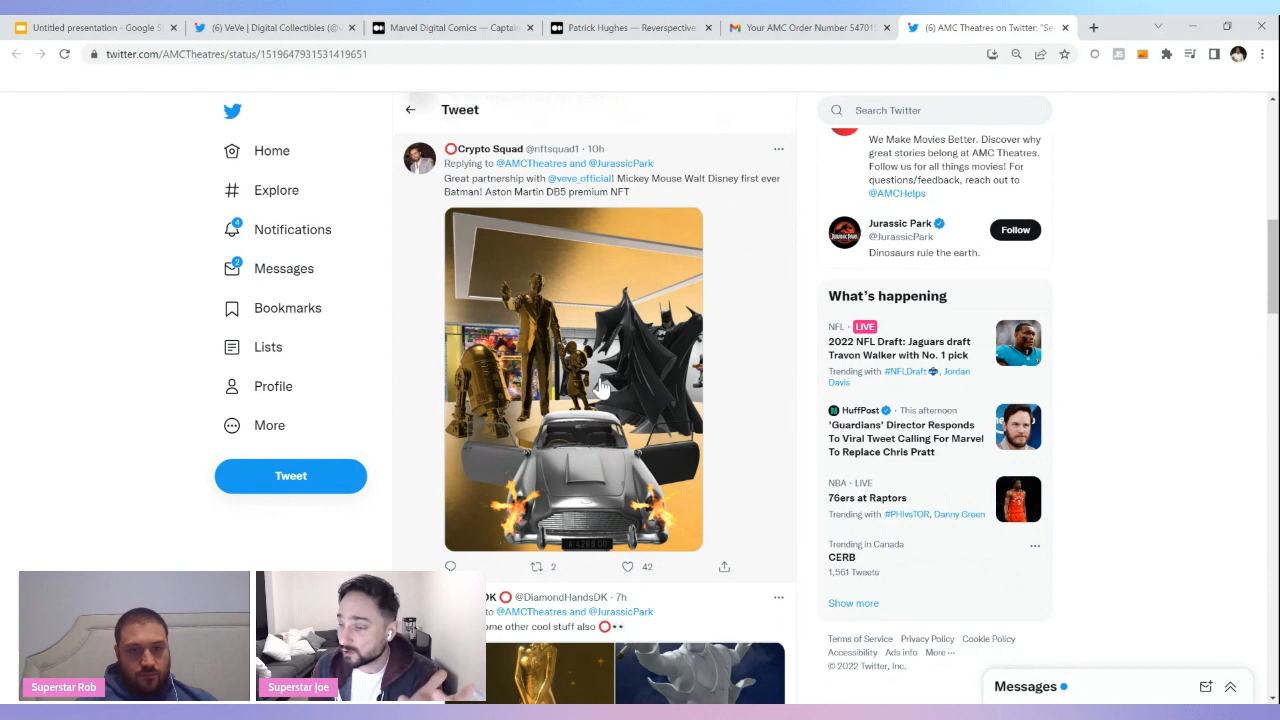 Untitled presentation - Google S
VeVe | Digital Collectibles (@
Marvel Digital Comics — Captai
Patrick Hughes — Reverspective
Your AMC Order Number 547015
(6) AMC Theatres on Twitter: "Se
twitter.com/AMCTheatres/status/1519647931531419651
Home
Explore
4
Notifications
2
Messages
Bookmarks
Lists
Profile
More
Tweet
Tweet
Crypto Squad @nftsquad1 · 10h
Replying to @AMCTheatres and @JurassicPark
Great partnership with @veve_official! Mickey Mouse Walt Disney first ever
Batman! Aston Martin DB5 premium NFT
2
42
DK @DiamondHandsDK · 7h
to @AMCTheatres and @JurassicPark
me other cool stuff also
Search Twitter
We Make Movies Better. Discover why
great stories belong at AMC Theatres.
Follow us for all things movies! For
questions/feedback, reach out to
@AMCHelps
Jurassic Park
@JurassicPark
Follow
Dinosaurs rule the earth.
What's happening
NFL · LIVE
2022 NFL Draft: Jaguars draft
Travon Walker with No. 1 pick
Trending with #NFLDraft, Jordan
Davis
HuffPost · This afternoon
'Guardians' Director Responds
To Viral Tweet Calling For Marvel
To Replace Chris Pratt
NBA · LIVE
76ers at Raptors
Trending with #PHIvsTOR, Danny Green
Trending in Canada
CERB
1,561 Tweets
Show more
Terms of Service Privacy Policy Cookie Policy
Accessibility Ads info More ···
© 2022 Twitter, Inc.
Messages
Superstar Rob
Superstar Joe